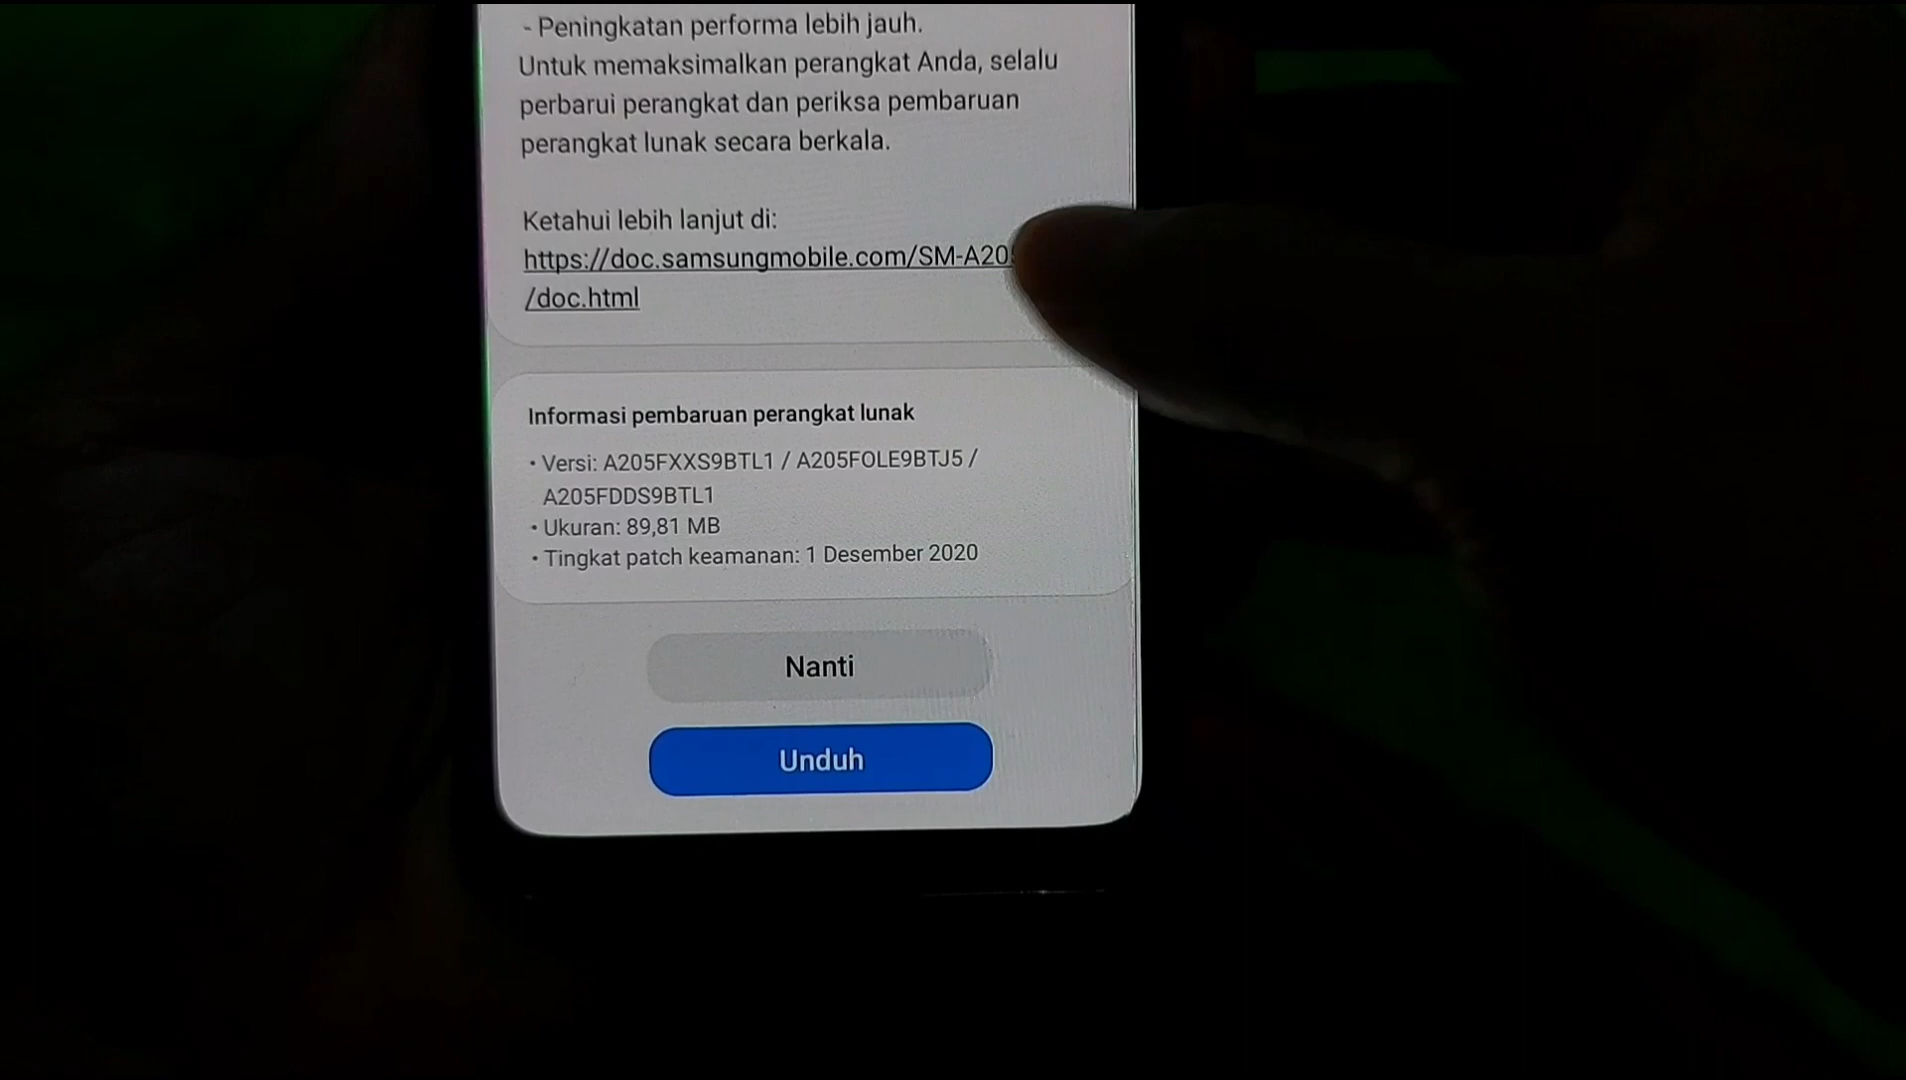 - Peningkatan performa lebih jauh.
Untuk memaksimalkan perangkat Anda, selalu
perbarui perangkat dan periksa pembaruan
perangkat lunak secara berkala.
Ketahui lebih lanjut di:
https://doc.samsungmobile.com/SM-A205
/doc.html
Informasi pembaruan perangkat lunak
• Versi: A205FXXS9BTL1 / A205FOLE9BTJ5 /
A205FDDS9BTL1
• Ukuran: 89,81 MB
• Tingkat patch keamanan: 1 Desember 2020
Nanti
Unduh